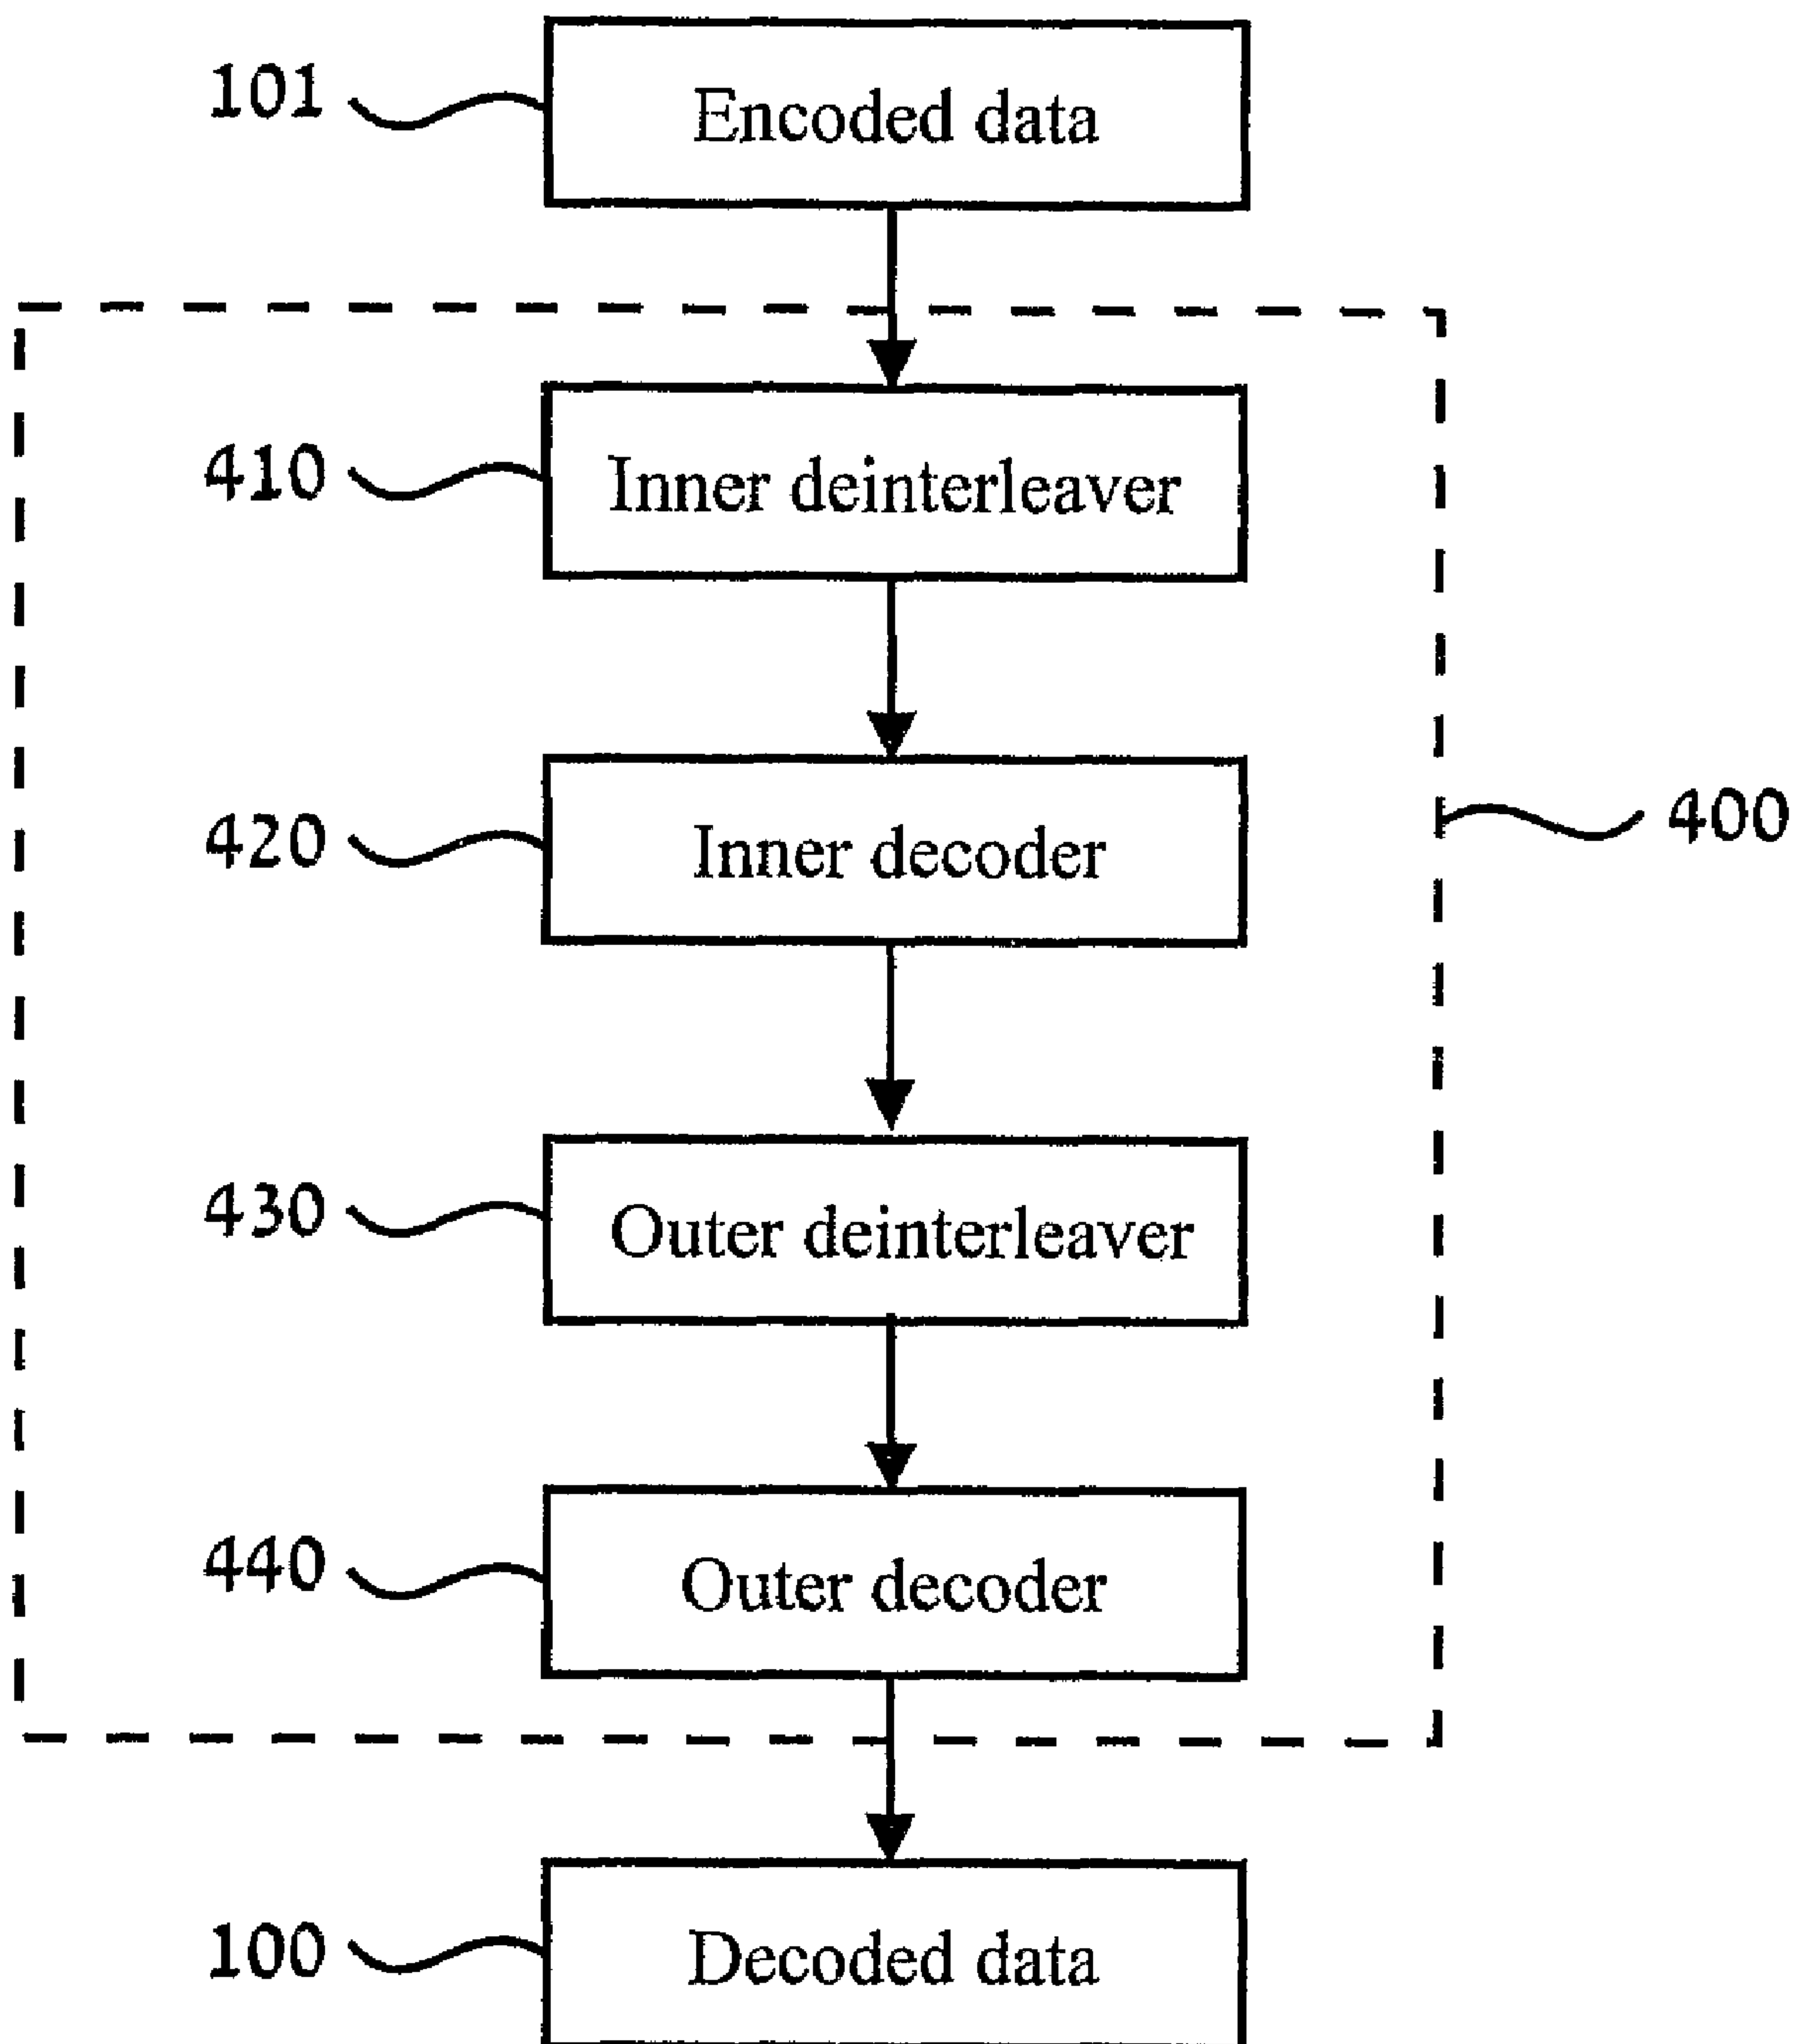 101
Encoded data
410
Inner deinterleaver
420
Inner decoder
400
430
Outer deinterleaver
440
Outer decoder
100
Decoded data